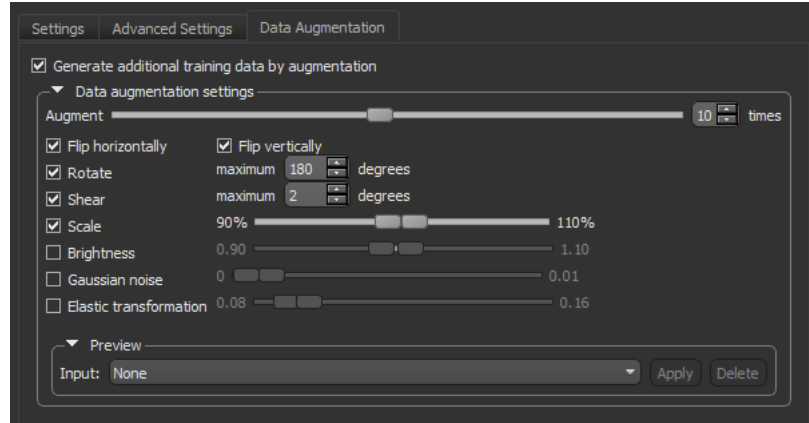 Settings Advanced Settings Data Augmentation
Generate additional training data by augmentation
Data augmentation settings
Augment 10 times
Flip horizontally Flip vertically
Rotate maximum 180 degrees
Shear maximum 2 degrees
Scale 90% 110%
Brightness 0.90 1.10
Gaussian noise 0 0.01
Elastic transformation 0.08 0.16
Preview
Input: None Apply Delete